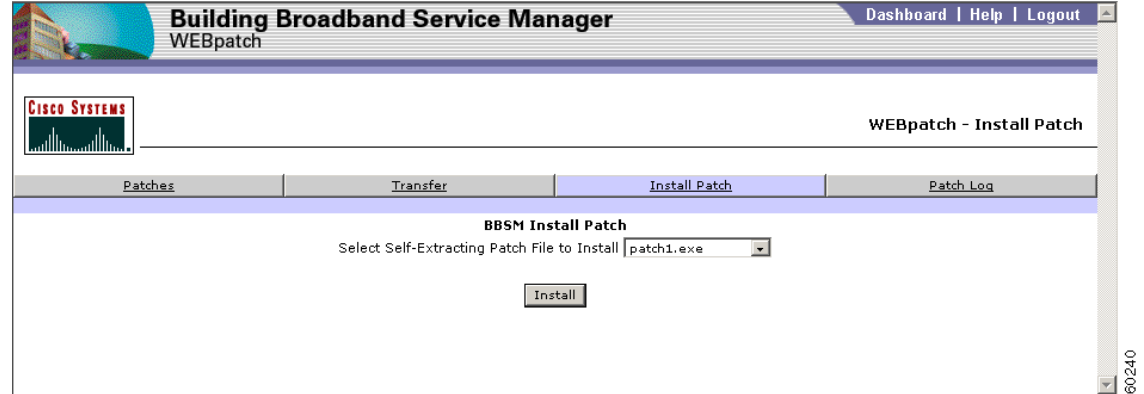 Building Broadband Service Manager
Dashboard | Help | Logout
WEBpatch
CISCO SYSTEMS
WEBpatch - Install Patch
Patches
Transfer
Install Patch
Patch Log
BBSM Install Patch
Select Self-Extracting Patch File to Install patch1.exe
Install
60240